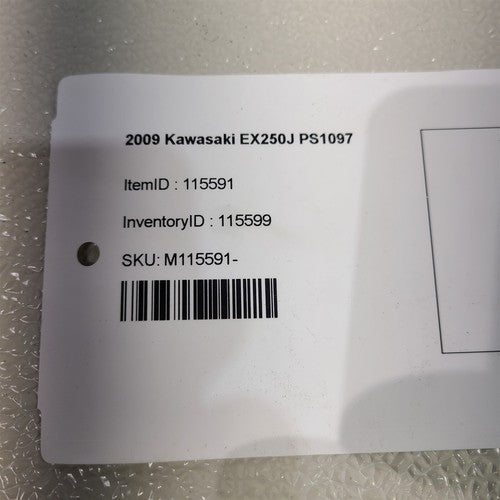 2009 Kawasaki EX250J PS1097
ItemID : 115591
InventoryID : 115599
SKU: M115591-